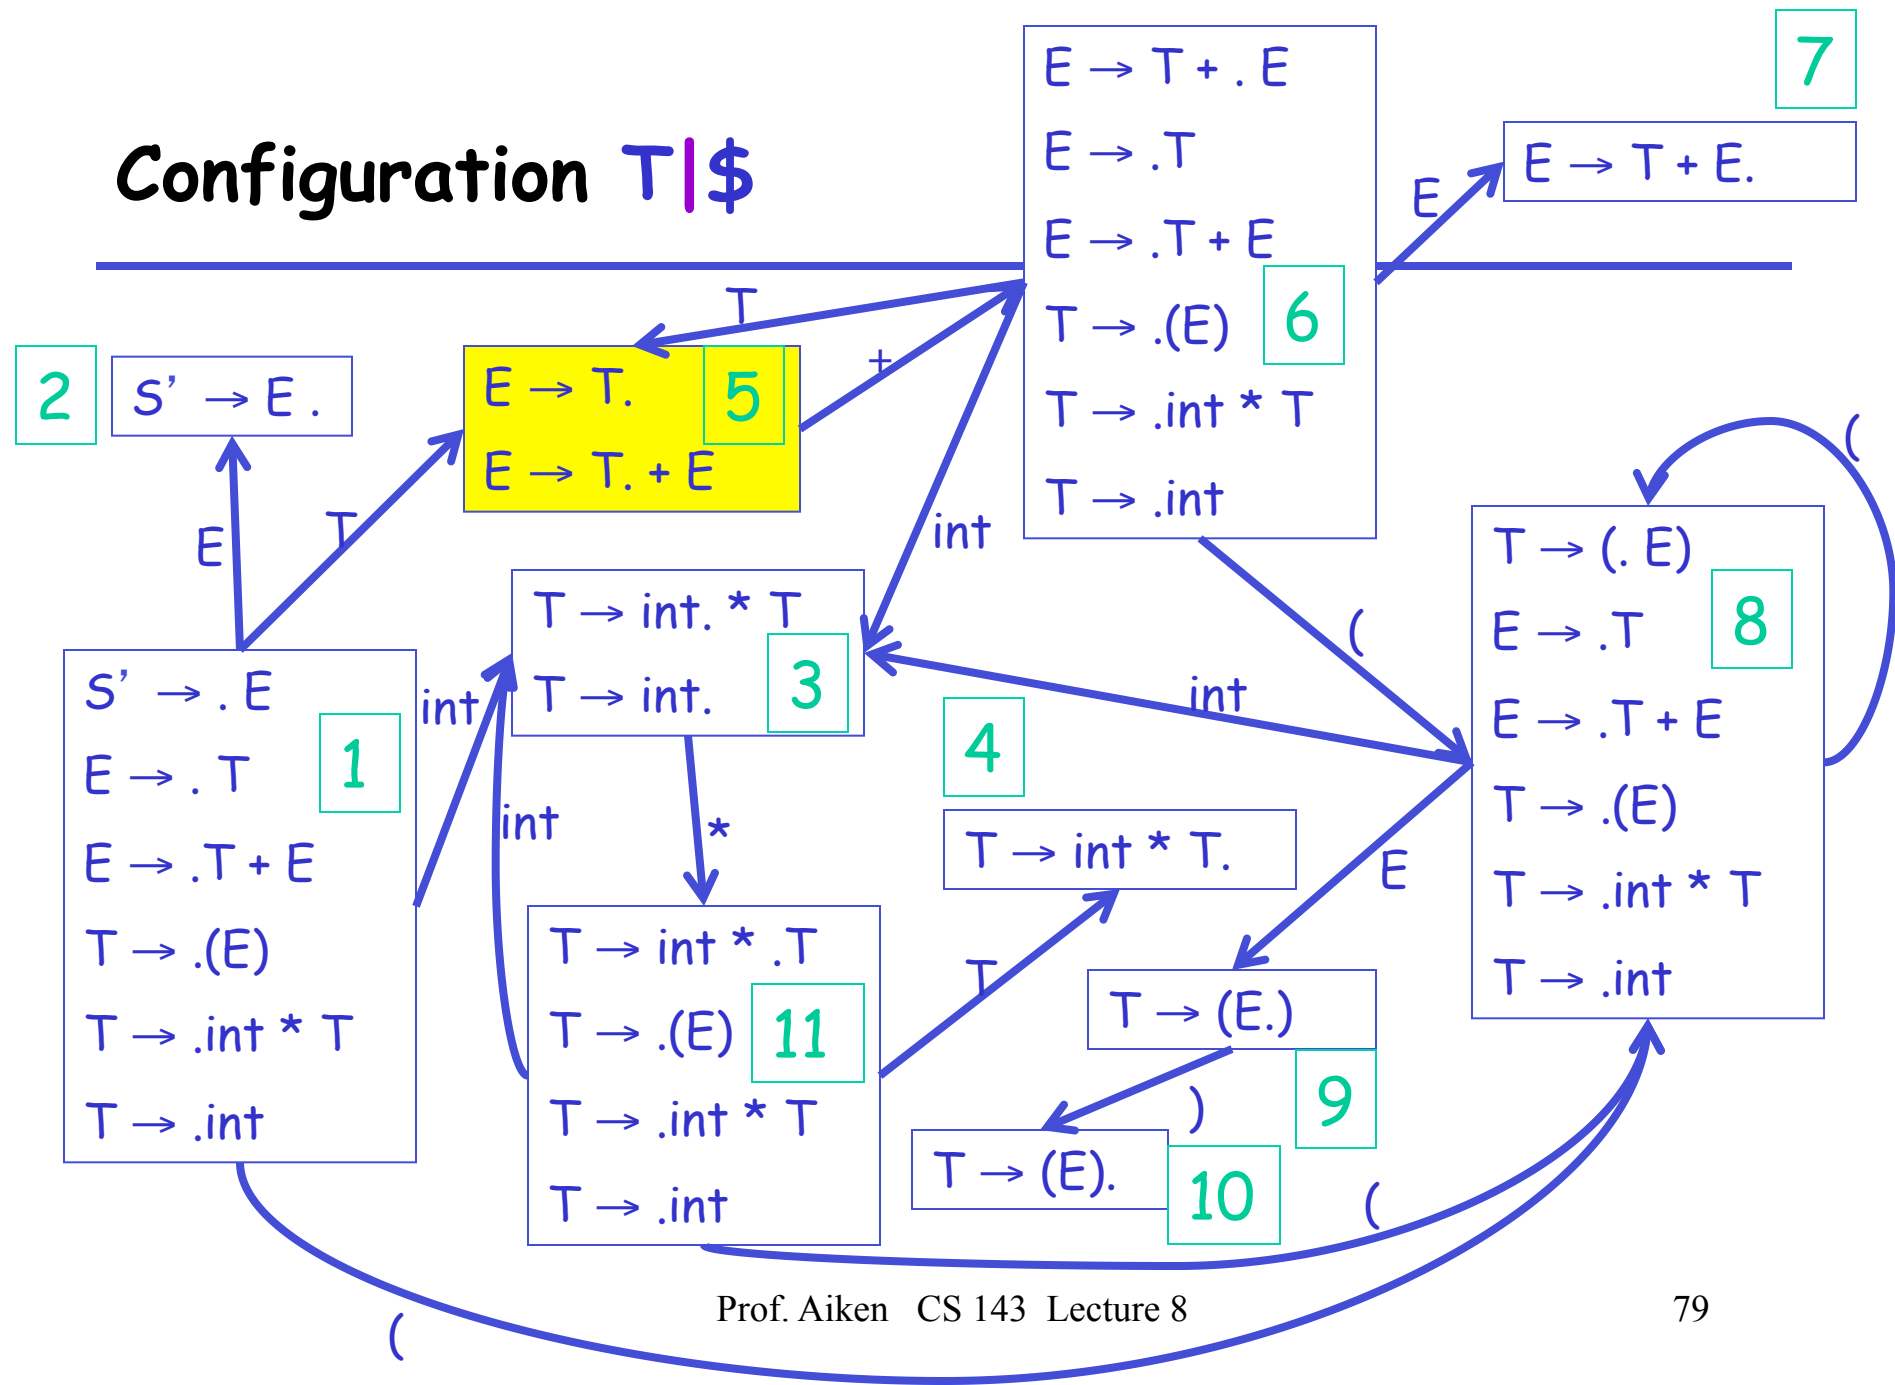 Configuration T|$
E → T + . E
E → .T
E → .T + E
T → .(E)
T → .int * T
T → .int
6
7
E → T + E.
E
T
+
int
(
2
S’ → E .
E
T
E → T.
E → T. + E
5
S’ → . E
E → . T
E → .T + E
T → .(E)
T → .int * T
T → .int
1
int
T → int. * T
T → int.
3
int
*
int
4
T → int * T.
T
T → int * .T
T → .(E)
T → .int * T
T → .int
11
(
T → (. E)
E → .T
E → .T + E
T → .(E)
T → .int * T
T → .int
8
E
T → (E.)
9
)
T → (E).
10
(
(
Prof. Aiken CS 143 Lecture 8
79